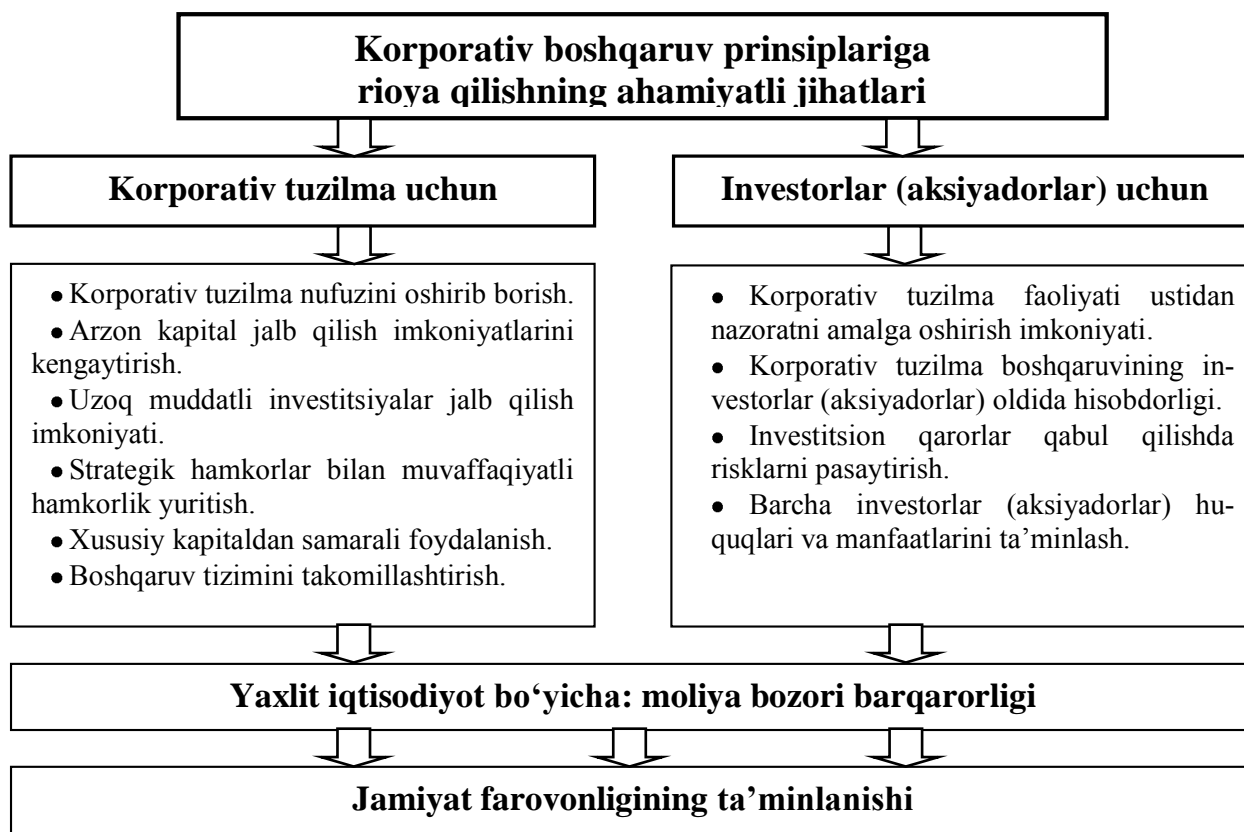 Korporativ boshqaruv prinsiplariga
rioya qilishning ahamiyatli jihatlari
Korporativ tuzilma uchun
● Korporativ tuzilma nufuzini oshirib borish.
● Arzon kapital jalb qilish imkoniyatlarini
kengaytirish.
● Uzoq muddatli investitsiyalar jalb qilish
imkoniyati.
● Strategik hamkorlar bilan muvaffaqiyatli
hamkorlik yuritish.
● Xususiy kapitaldan samarali foydalanish.
● Boshqaruv tizimini takomillashtirish.
Investorlar (aksiyadorlar) uchun
● Korporativ tuzilma faoliyati ustidan
nazoratni amalga oshirish imkoniyati.
● Korporativ tuzilma boshqaruvining in-
vestorlar (aksiyadorlar) oldida hisobdorligi.
● Investitsion qarorlar qabul qilishda
risklarni pasaytirish.
● Barcha investorlar (aksiyadorlar) hu-
quqlari va manfaatlarini ta’minlash.
Yaxlit iqtisodiyot bo‘yicha: moliya bozori barqarorligi
Jamiyat farovonligining ta’minlanishi